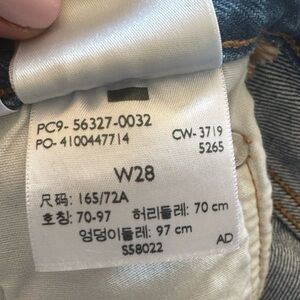 PC9- 56327-0032
PO- 4100447714 CW- 3719
5265
W28
尺码: 165/72A
호칭: 70-97 허리둘레: 70 cm
엉덩이둘레: 97 cm
S58022 AD